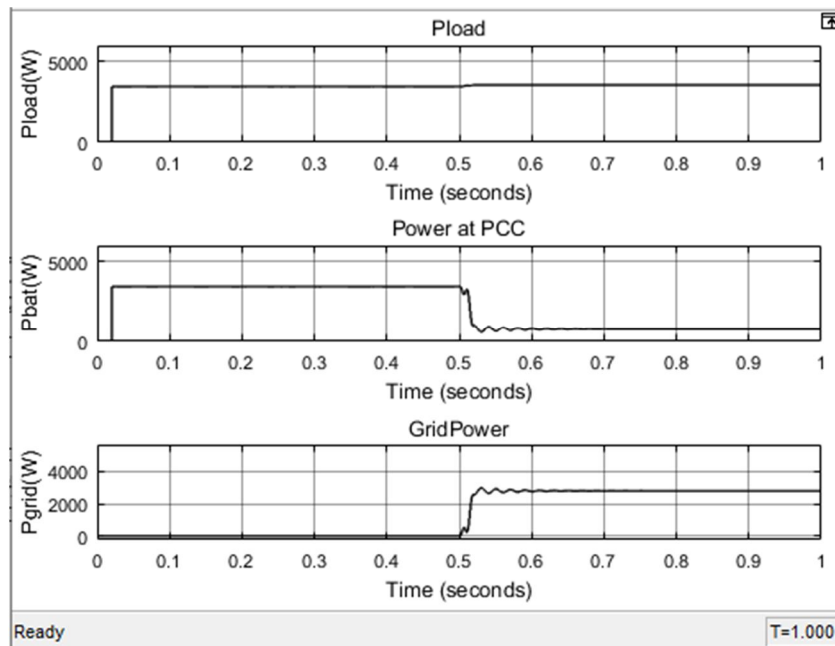 Pload
Pload(W)
5000
0
0 0.1 0.2 0.3 0.4 0.5 0.6 0.7 0.8 0.9 1
Time (seconds)
Power at PCC
Pbat(W)
5000
0
0 0.1 0.2 0.3 0.4 0.5 0.6 0.7 0.8 0.9 1
Time (seconds)
GridPower
Pgrid(W)
4000
2000
0
0 0.1 0.2 0.3 0.4 0.5 0.6 0.7 0.8 0.9 1
Time (seconds)
Ready T=1.000